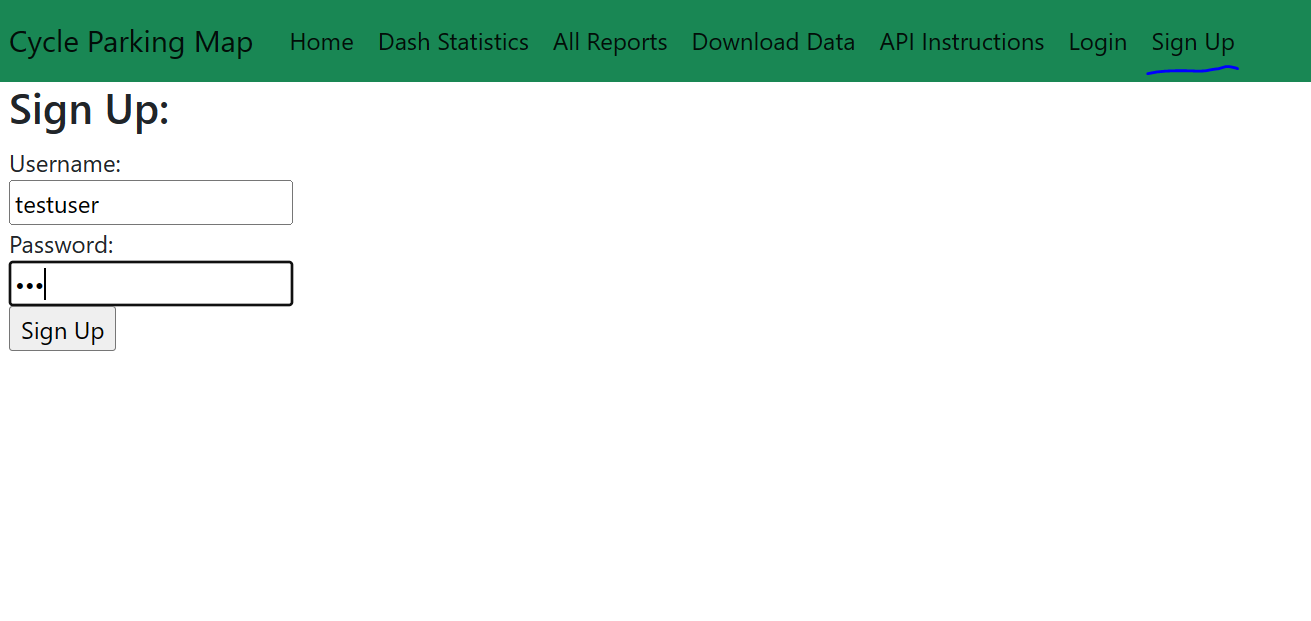 Cycle Parking Map Home Dash Statistics All Reports Download Data API Instructions Login Sign Up
Sign Up:
Username:
testuser
Password:
•••
Sign Up